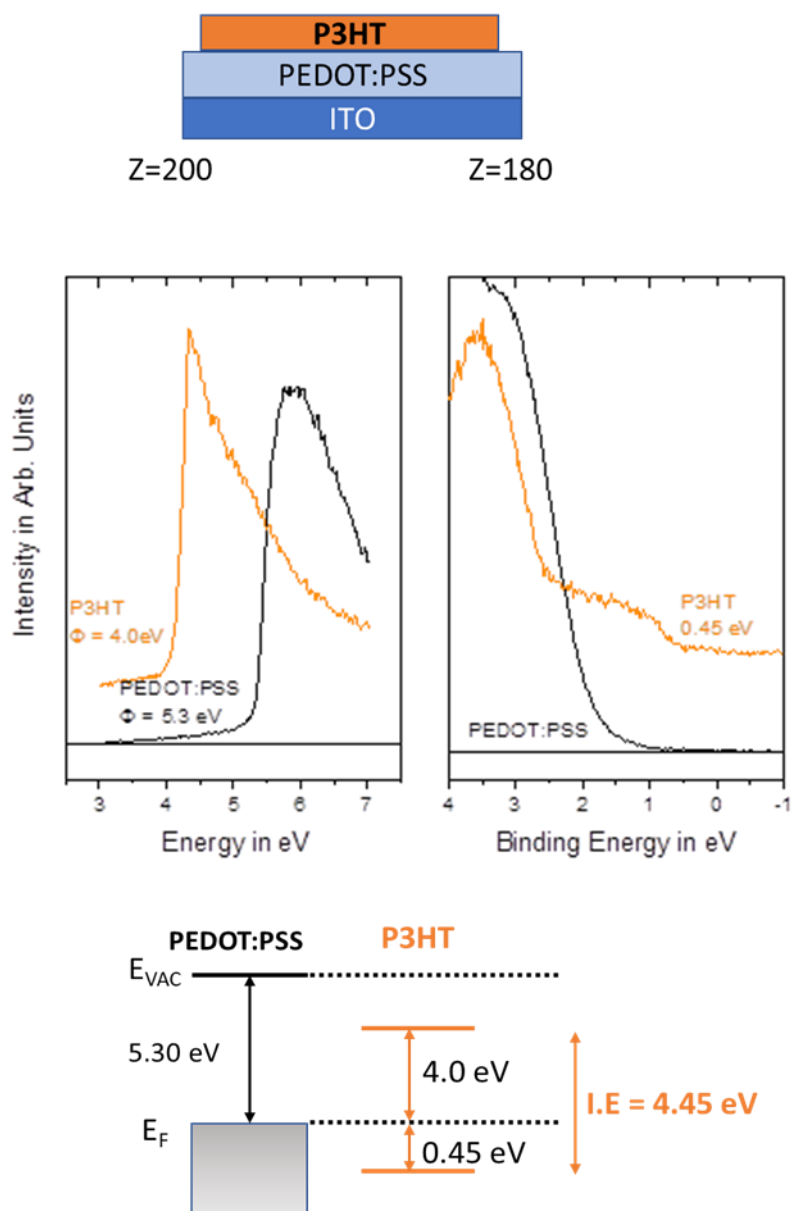 P3HT
PEDOT:PSS
ITO
Z=200
Z=180
Intensity in Arb. Units
P3HT
Φ = 4.0eV
PEDOT:PSS
Φ = 5.3 eV
3 4 5 6 7
Energy in eV
P3HT
0.45 eV
PEDOT:PSS
4 3 2 1 0 -1
Binding Energy in eV
PEDOT:PSS
P3HT
EVAC
5.30 eV
4.0 eV
I.E = 4.45 eV
EF
0.45 eV